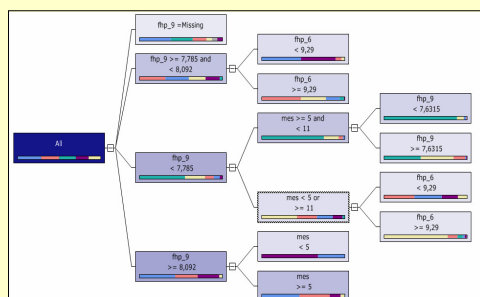 fhp_9 =Missing
fhp_9 >= 7,785 and
< 8,092
fhp_6
< 9,29
fhp_6
>= 9,29
All
fhp_9
< 7,785
mes >= 5 and
< 11
fhp_9
< 7,6315
fhp_9
>= 7,6315
mes < 5 or
>= 11
fhp_6
< 9,29
fhp_6
>= 9,29
fhp_9
>= 8,092
mes
< 5
mes
>= 5